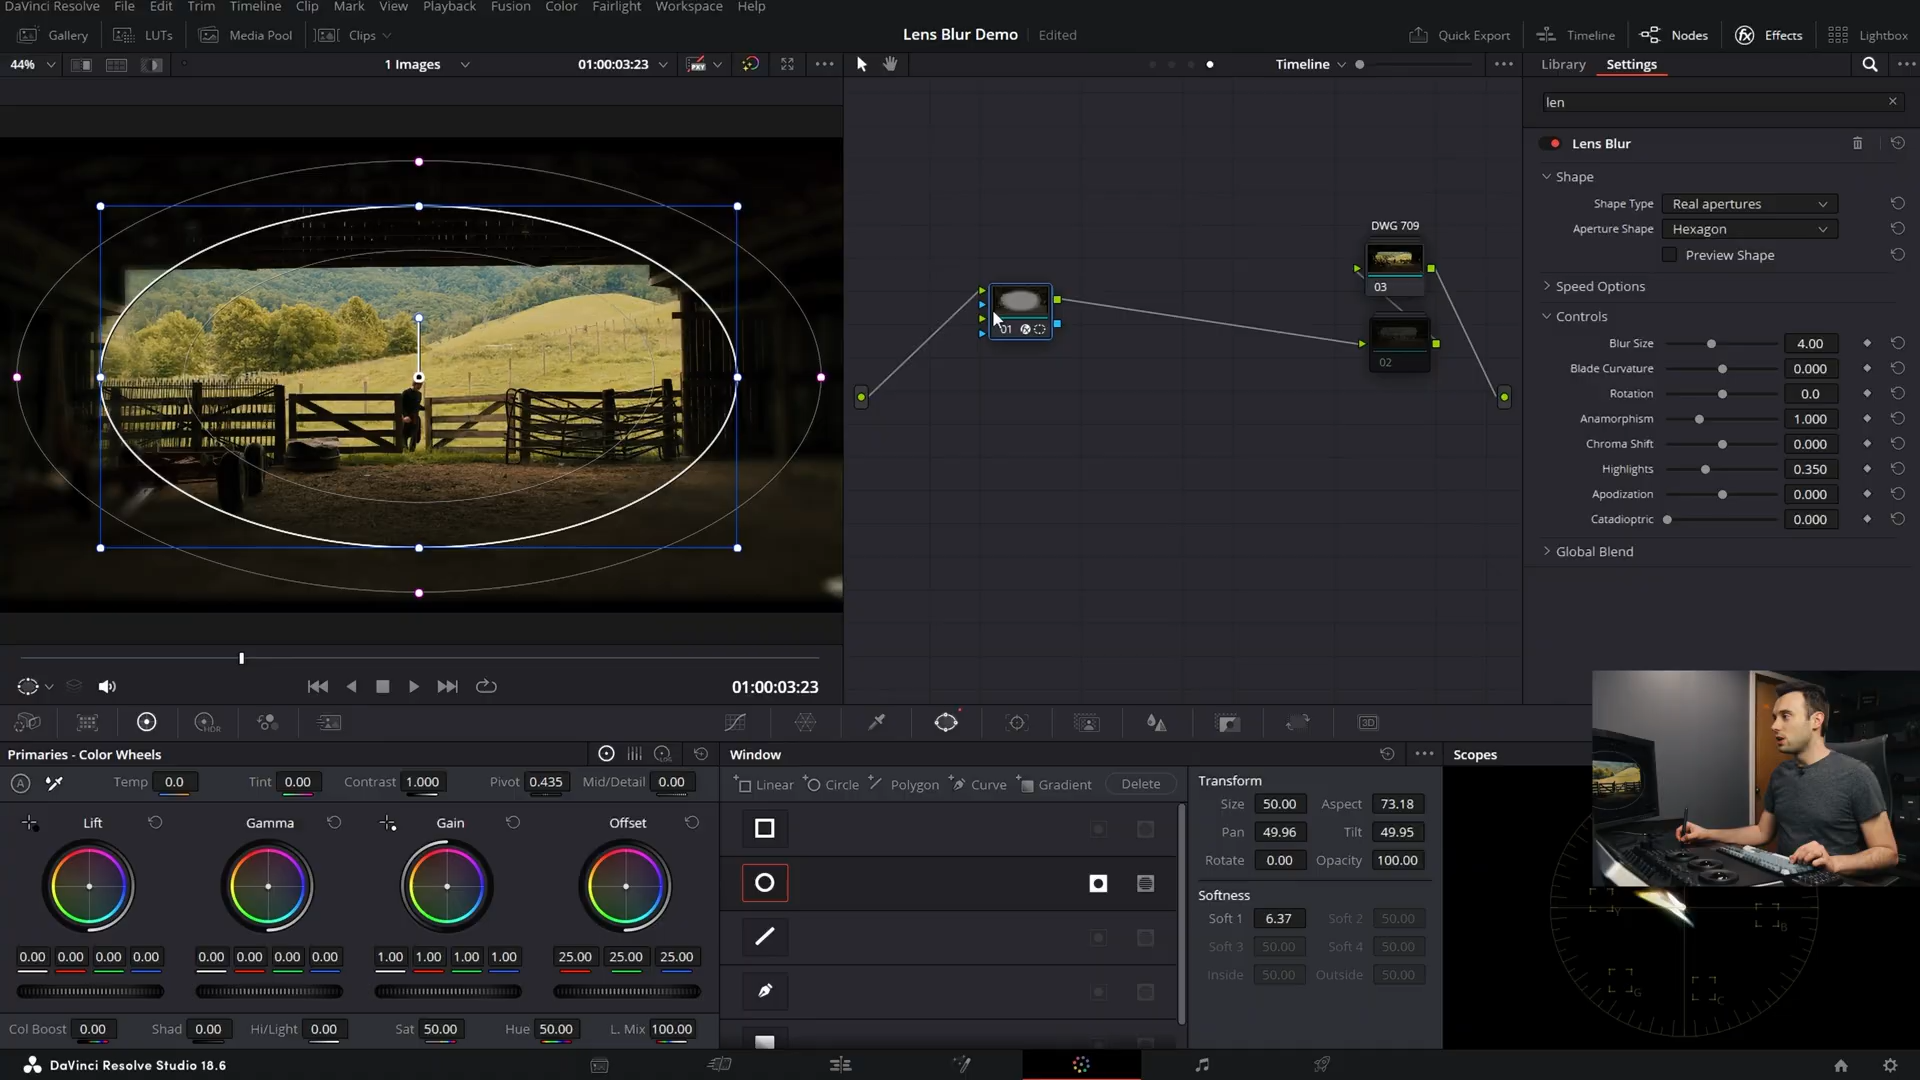 DaVinci Resolve File Edit Trim Timeline Clip Mark View Playback Fusion Color Fairlight Workspace Help
Gallery LUTs Media Pool Clips Lens Blur Demo Edited Quick Export Timeline Nodes Effects Lightbox
44% 1 Images 01:00:03:23 PXY Timeline Library Settings
len
Lens Blur
Shape
Shape Type Real apertures
Aperture Shape Hexagon
Preview Shape
Speed Options
Controls
Blur Size 4.00
Blade Curvature 0.000
Rotation 0.0
Anamorphism 1.000
Chroma Shift 0.000
Highlights 0.350
Apodization 0.000
Catadioptric 0.000
Global Blend
DWG 709
03
01
02
01:00:03:23
HDR
3D
Primaries - Color Wheels LOG
Window
Scopes
A Temp 0.0 Tint 0.00 Contrast 1.000 Pivot 0.435 Mid/Detail 0.00
Linear Circle Polygon Curve Gradient Delete
Transform
Size 50.00 Aspect 73.18
Pan 49.96 Tilt 49.95
Rotate 0.00 Opacity 100.00
Softness
Soft 1 6.37 Soft 2 50.00
Soft 3 50.00 Soft 4 50.00
Inside 50.00 Outside 50.00
Lift Gamma Gain Offset
0.00 0.00 0.00 0.00 0.00 0.00 0.00 0.00 1.00 1.00 1.00 1.00 25.00 25.00 25.00
Col Boost 0.00 Shad 0.00 Hi/Light 0.00 Sat 50.00 Hue 50.00 L. Mix 100.00
Y
B
G
C
DaVinci Resolve Studio 18.6